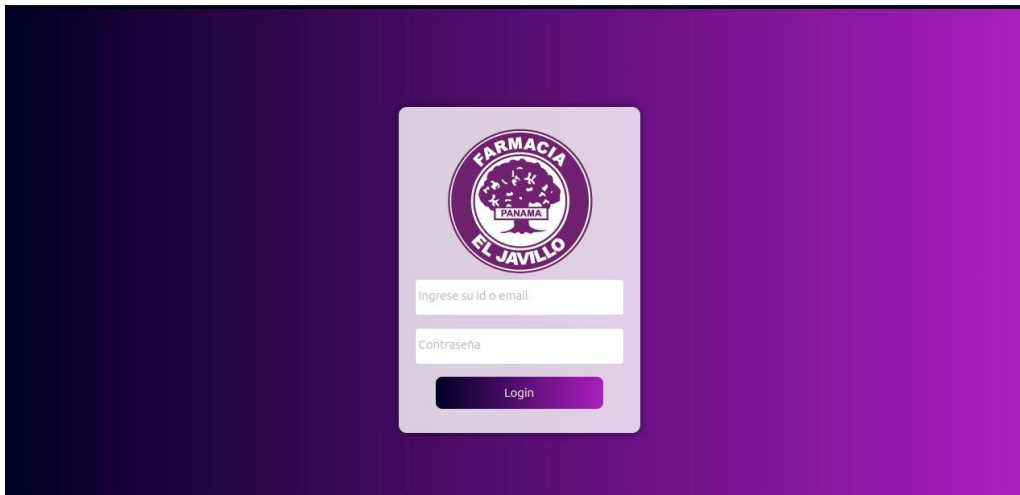 FARMACIA
PANAMA
EL JAVILLO
Ingrese su id o email
Contraseña
Login